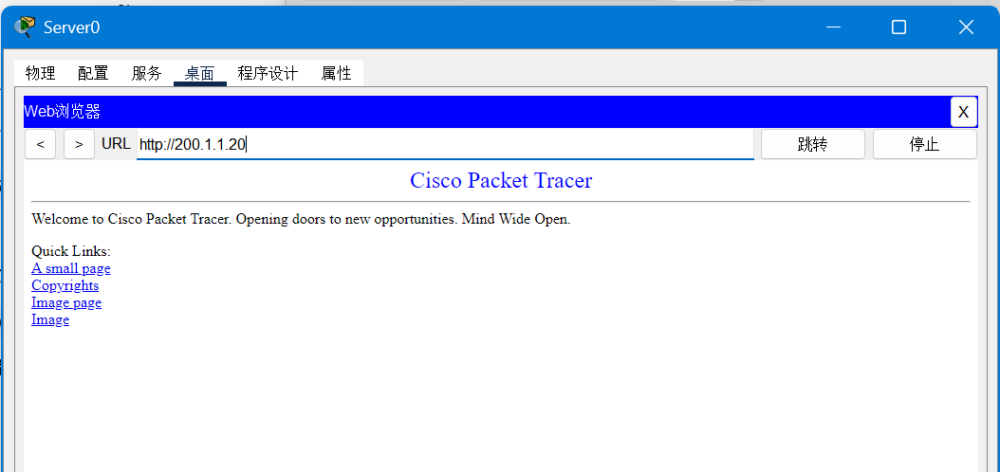 Server0
物理 配置 服务 桌面 程序设计 属性
Web浏览器 X
< > URL http://200.1.1.20 跳转 停止
Cisco Packet Tracer
Welcome to Cisco Packet Tracer. Opening doors to new opportunities. Mind Wide Open.
Quick Links:
A small page
Copyrights
Image page
Image